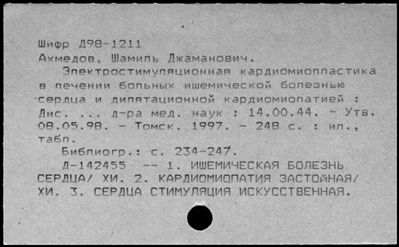 Шифр Д98-1211
Ахмедов, Шамиль Джаманович.
Электростимуляционная кардиомиопластика
в лечении больных ишемической болезнью
сердца и дилятационной кардиомиопатией :
Дис. ... д-ра мед. наук : 14.00.44. - Утв.
08.05.98. - Томск. 1997. - 248 с. : ил.,
табл.
Библиогр.: с. 234-247.
Д-142455 -- 1. ИШЕМИЧЕСКАЯ БОЛЕЗНЬ
СЕРДЦА/ ХИ. 2. КАРДИОМИОПАТИЯ ЗАСТОЙНАЯ/
ХИ. 3. СЕРДЦА СТИМУЛЯЦИЯ ИСКУССТВЕННАЯ.